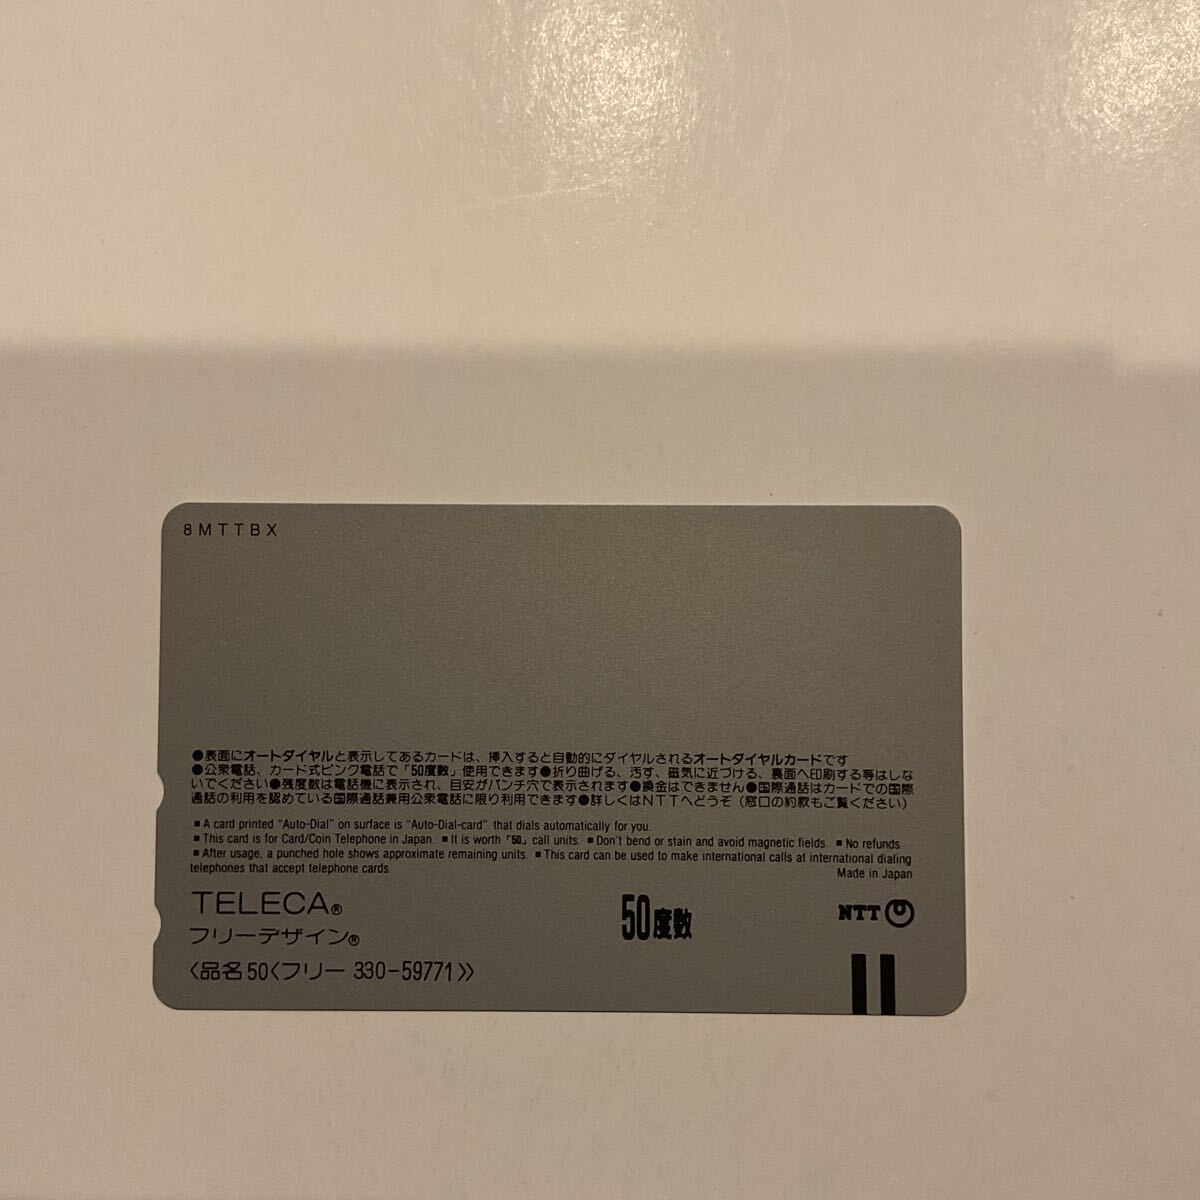 8MTTBX
●表面にオートダイヤルと表示してあるカードは、挿入すると自動的にダイヤルされるオートダイヤルカードです
●公衆電話、カード式ピンク電話で「50度数」使用できます●折り曲げる、汚す、磁気に近づける、裏面へ印刷する等はしな
いでください●残度数は電話機に表示され、目安がパンチ穴で表示されます●換金はできません●国際通話はカードでの国際
通話の利用を認めている国際通話兼用公衆電話に限り利用できます●詳しくはNTTへどうぞ（窓口の約款もご覧ください）
■A card printed "Auto-Dial" on surface is "Auto-Dial-card" that dials automatically for you.
■This card is for Card/Coin Telephone in Japan. ■It is worth「50」call units. ■Don't bend or stain and avoid magnetic fields. ■No refunds.
■After usage, a punched hole shows approximate remaining units. ■This card can be used to make international calls at international dialing
telephones that accept telephone cards.
Made in Japan
TELECA®
フリーデザイン®
50度数
NTT
〈品名50〈フリー 330-59771〉〉